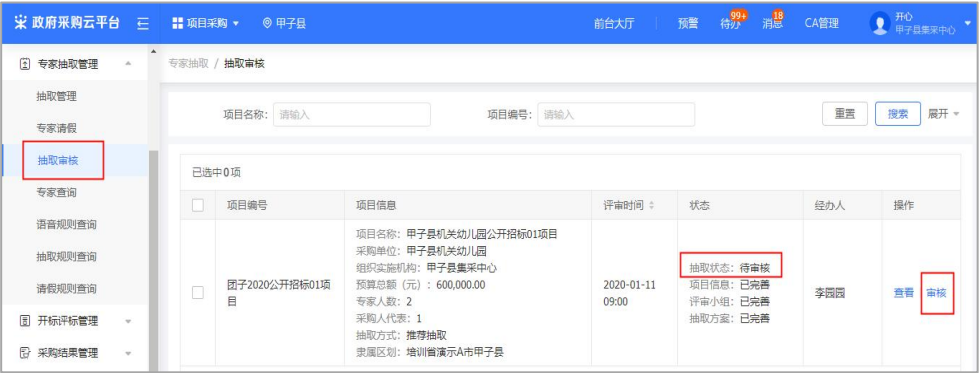 政府采购云平台
项目采购
甲子县
前台大厅
预警
待办
99+
消息
18
CA管理
开心
甲子县集采中心
专家抽取管理
抽取管理
专家请假
抽取审核
专家查询
语音规则查询
抽取规则查询
请假规则查询
开标评标管理
采购结果管理
专家抽取 / 抽取审核
项目名称: 请输入
项目编号: 请输入
重置
搜索
展开
已选中0项
项目编号
项目信息
评审时间
状态
经办人
操作
团子2020公开招标01项
目
项目名称: 甲子县机关幼儿园公开招标01项目
采购单位: 甲子县机关幼儿园
组织实施机构: 甲子县集采中心
预算总额 (元) : 600,000.00
专家人数: 2
采购人代表: 1
抽取方式: 推荐抽取
隶属区划: 培训省演示A市甲子县
2020-01-11
09:00
抽取状态: 待审核
项目信息: 已完善
评审小组: 已完善
抽取方案: 已完善
李园园
查看
审核